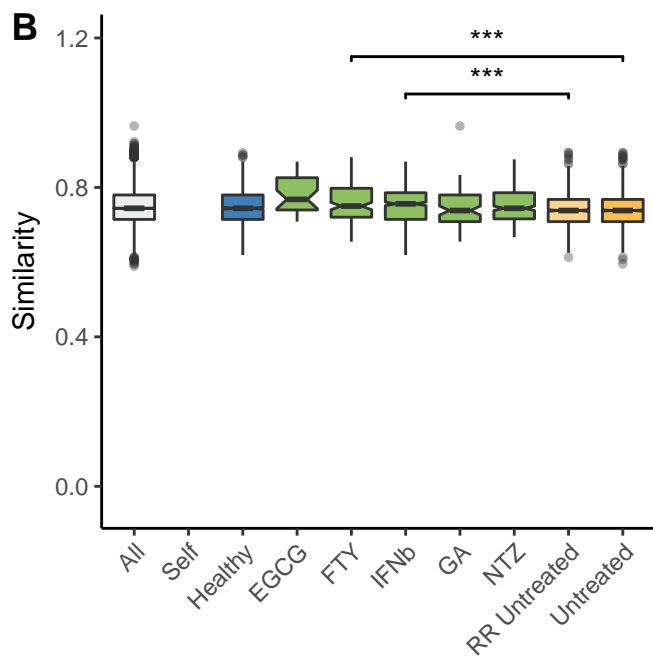 B
1.2
0.8
0.4
0.0
Similarity
***
***
All
Self
Healthy
EGCG
FTY
IFNb
GA
NTZ
RR Untreated
Untreated